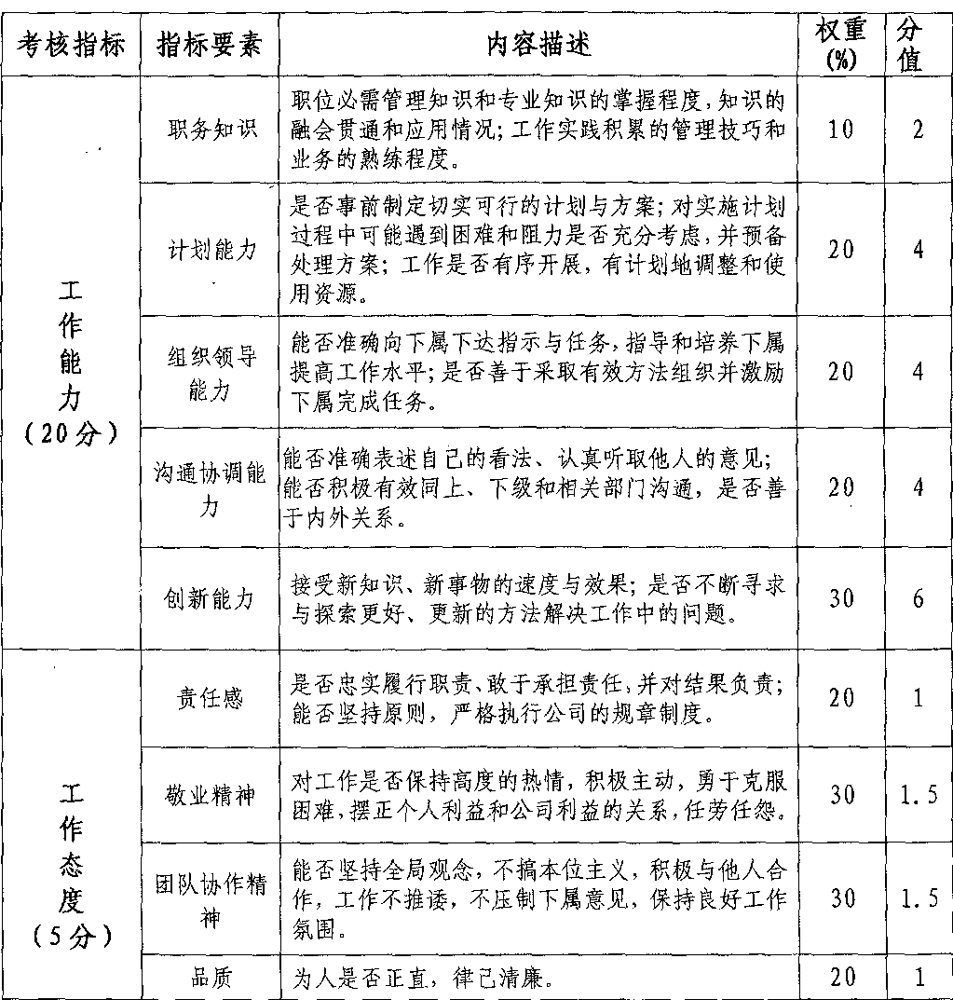 考核指标 指标要素 内容描述 权重(%) 分值
工作能力(20分)
职务知识
职位必需管理知识和专业知识的掌握程度,知识的
融会贯通和应用情况;工作实践积累的管理技巧和
业务的熟练程度。
10 2
计划能力
是否事前制定切实可行的计划与方案;对实施计划
过程中可能遇到困难和阻力是否充分考虑,并预备
处理方案;工作是否有序开展,有计划地调整和使
用资源。
20 4
组织领导
能力
能否准确向下属下达指示与任务,指导和培养下属
提高工作水平;是否善于采取有效方法组织并激励
下属完成任务。
20 4
沟通协调能
力
能否准确表述自己的看法、认真听取他人的意见;
能否积极有效同上、下级和相关部门沟通,是否善
于内外关系。
20 4
创新能力
接受新知识、新事物的速度与效果;是否不断寻求
与探索更好、更新的方法解决工作中的问题。
30 6
工作态度(5分)
责任感
是否忠实履行职责、敢于承担责任,并对结果负责;
能否坚持原则,严格执行公司的规章制度。
20 1
敬业精神
对工作是否保持高度的热情,积极主动,勇于克服
困难,摆正个人利益和公司利益的关系,任劳任怨。
30 1.5
团队协作精
神
能否坚持全局观念,不搞本位主义,积极与他人合
作,工作不推诿,不压制下属意见,保持良好工作
氛围。
30 1.5
品质
为人是否正直,律己清廉。
20 1